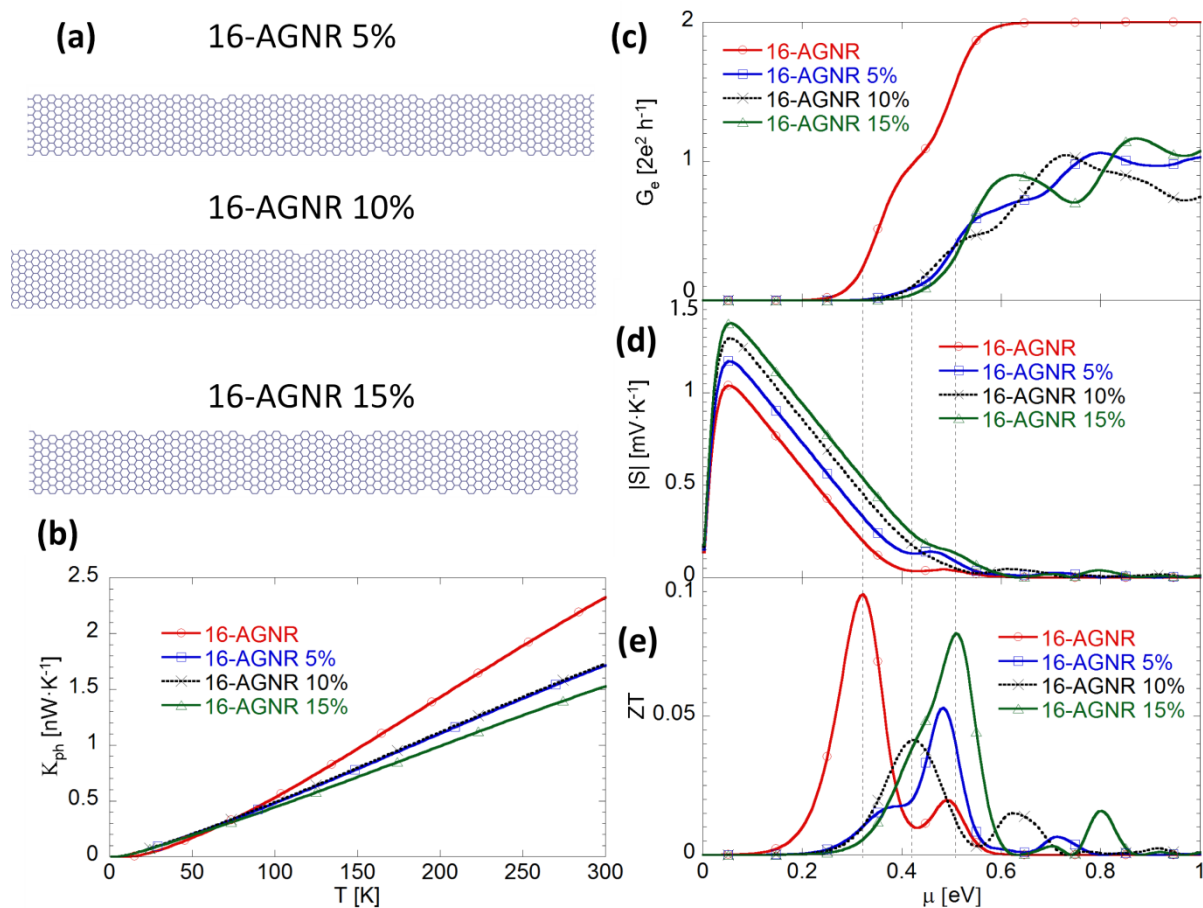 (a)
16-AGNR 5%
16-AGNR 10%
16-AGNR 15%
(b)
2.5
2
1.5
1
0.5
0
K_ph [nW·K⁻¹]
16-AGNR
16-AGNR 5%
16-AGNR 10%
16-AGNR 15%
0 50 100 150 200 250 300
T [K]
(c)
2
1
0
G_e [2e² h⁻¹]
16-AGNR
16-AGNR 5%
16-AGNR 10%
16-AGNR 15%
(d)
1.5
1
0.5
0
|S| [mV·K⁻¹]
16-AGNR
16-AGNR 5%
16-AGNR 10%
16-AGNR 15%
(e)
0.1
0.05
0
ZT
16-AGNR
16-AGNR 5%
16-AGNR 10%
16-AGNR 15%
0 0.2 0.4 0.6 0.8 1
μ [eV]